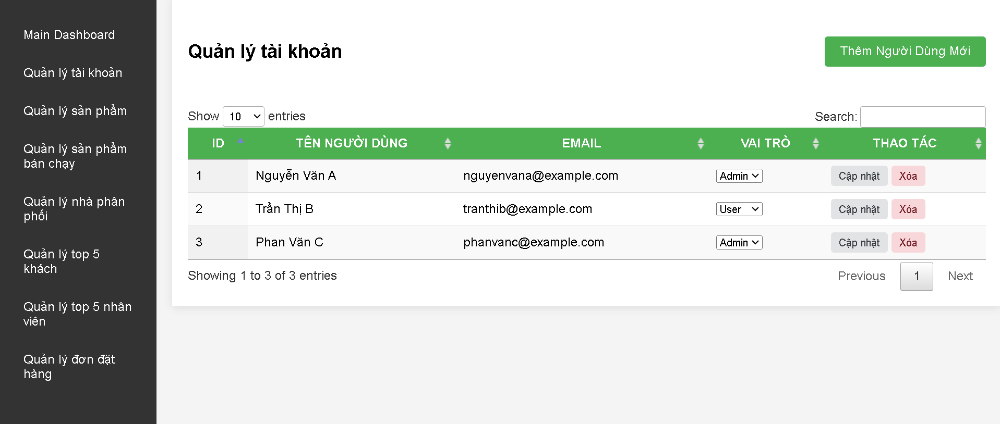 Main Dashboard
Quản lý tài khoản
Quản lý sản phẩm
Quản lý sản phẩm
bán chạy
Quản lý nhà phân
phối
Quản lý top 5
khách
Quản lý top 5 nhân
viên
Quản lý đơn đặt
hàng
Quản lý tài khoản
Thêm Người Dùng Mới
Show 10 entries
Search:
ID TÊN NGƯỜI DÙNG EMAIL VAI TRÒ THAO TÁC
1 Nguyễn Văn A nguyenvana@example.com Admin Cập nhật Xóa
2 Trần Thị B tranthib@example.com User Cập nhật Xóa
3 Phan Văn C phanvanc@example.com Admin Cập nhật Xóa
Showing 1 to 3 of 3 entries
Previous 1 Next